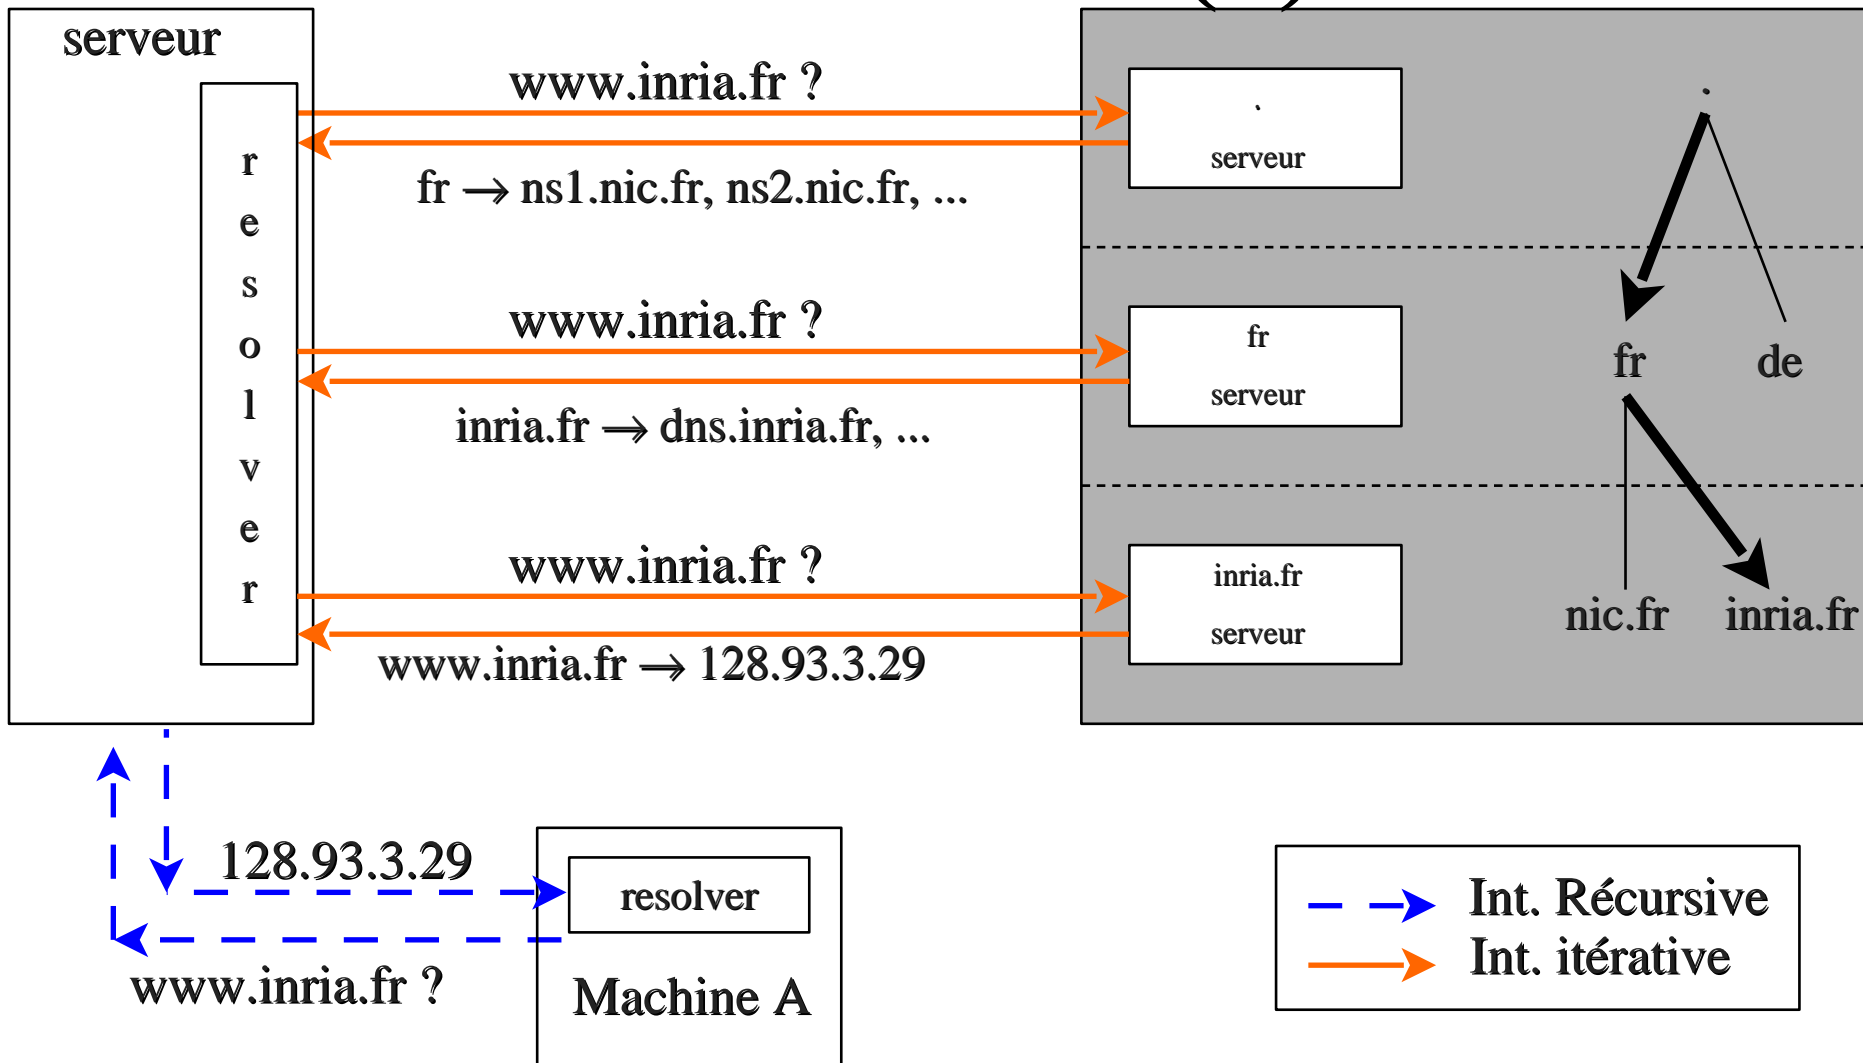 serveur
resolver
www.inria.fr ?
fr → ns1.nic.fr, ns2.nic.fr, ...
www.inria.fr ?
inria.fr → dns.inria.fr, ...
www.inria.fr ?
www.inria.fr → 128.93.3.29
.
serveur
fr
serveur
inria.fr
serveur
.
fr de
nic.fr inria.fr
128.93.3.29
www.inria.fr ?
resolver
Machine A
Int. Récursive
Int. itérative